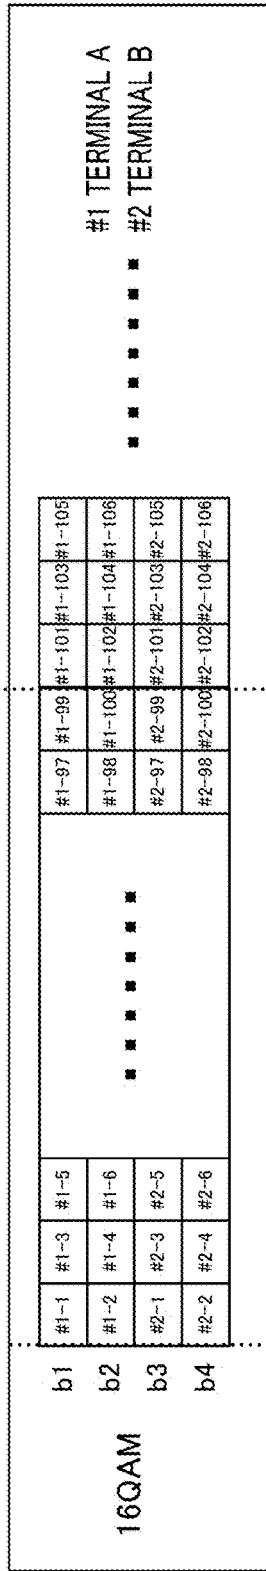 #1 TERMINAL A
#2 TERMINAL B
16QAM
b1 #1-1 #1-3 #1-5 #1-97 #1-99 #1-101 #1-103 #1-105
b2 #1-2 #1-4 #1-6 #1-98 #1-100 #1-102 #1-104 #1-106
b3 #2-1 #2-3 #2-5 #2-97 #2-99 #2-101 #2-103 #2-105
b4 #2-2 #2-4 #2-6 #2-98 #2-100 #2-102 #2-104 #2-106